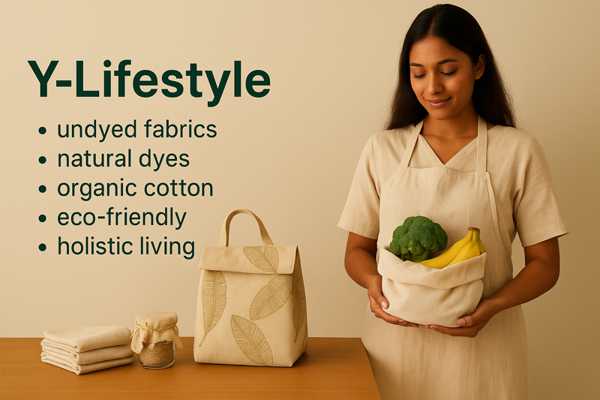 Y-Lifestyle
• undyed fabrics
• natural dyes
• organic cotton
• eco-friendly
• holistic living